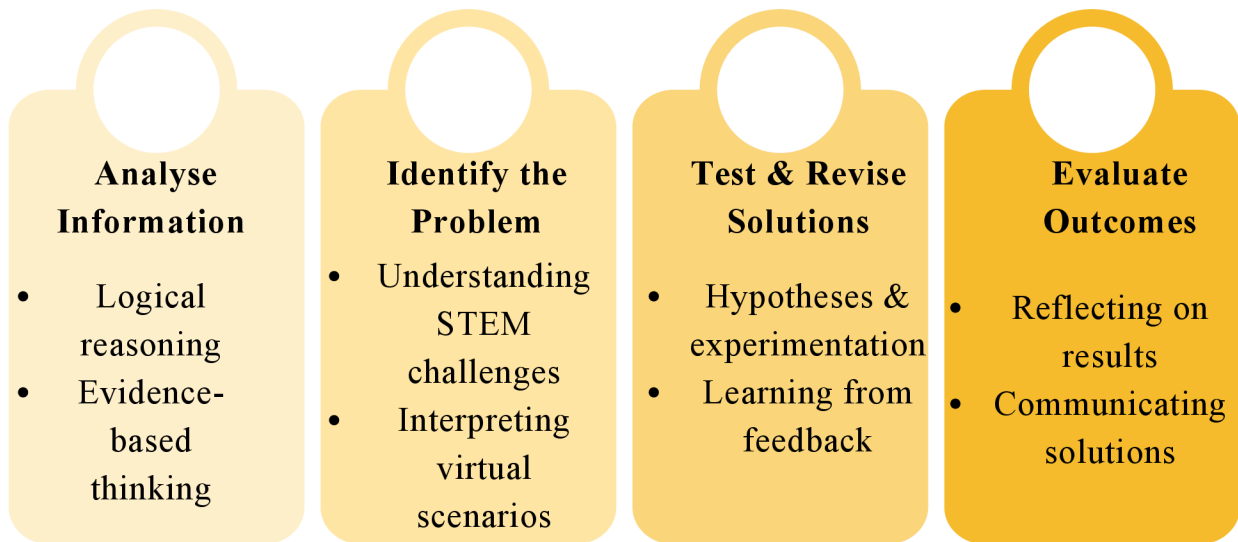 Analyse
Information
• Logical
reasoning
• Evidence-
based
thinking
Identify the
Problem
• Understanding
STEM
challenges
• Interpreting
virtual
scenarios
Test & Revise
Solutions
• Hypotheses &
experimentation
• Learning from
feedback
Evaluate
Outcomes
• Reflecting on
results
• Communicating
solutions